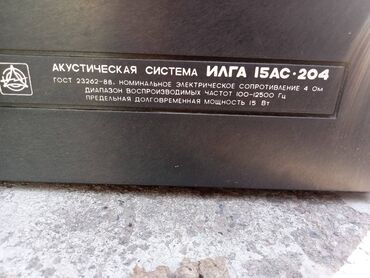 АКУСТИЧЕСКАЯ СИСТЕМА ИЛГА 15АС·204
ГОСТ 23262-88. НОМИНАЛЬНОЕ ЭЛЕКТРИЧЕСКОЕ СОПРОТИВЛЕНИЕ 4 Ом
ДИАПАЗОН ВОСПРОИЗВОДИМЫХ ЧАСТОТ 100-12500 Гц
ПРЕДЕЛЬНАЯ ДОЛГОВРЕМЕННАЯ МОЩНОСТЬ 15 Вт